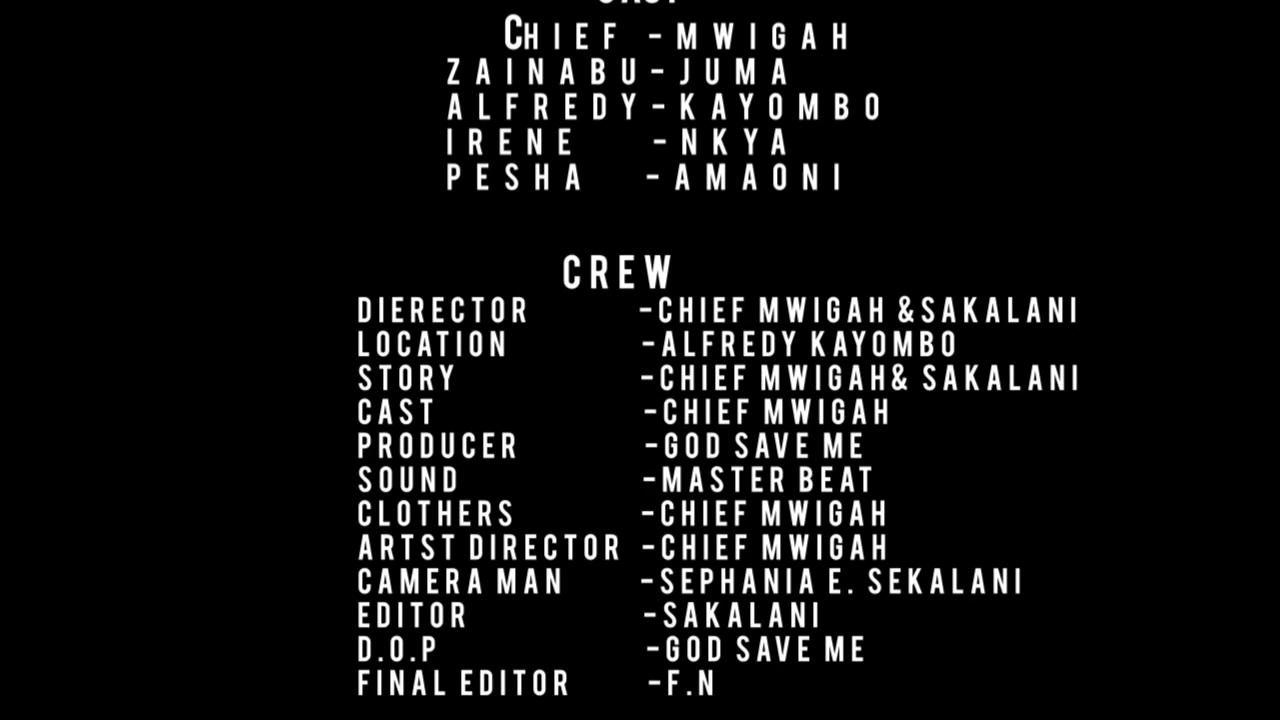 CAST
CHIEF -MWIGAH
ZAINABU-JUMA
ALFREDY-KAYOMBO
IRENE -NKYA
PESHA -AMAONI
CREW
DIERECTOR -CHIEF MWIGAH &SAKALANI
LOCATION -ALFREDY KAYOMBO
STORY -CHIEF MWIGAH& SAKALANI
CAST -CHIEF MWIGAH
PRODUCER -GOD SAVE ME
SOUND -MASTER BEAT
CLOTHERS -CHIEF MWIGAH
ARTST DIRECTOR -CHIEF MWIGAH
CAMERA MAN -SEPHANIA E. SEKALANI
EDITOR -SAKALANI
D.O.P -GOD SAVE ME
FINAL EDITOR -F.N